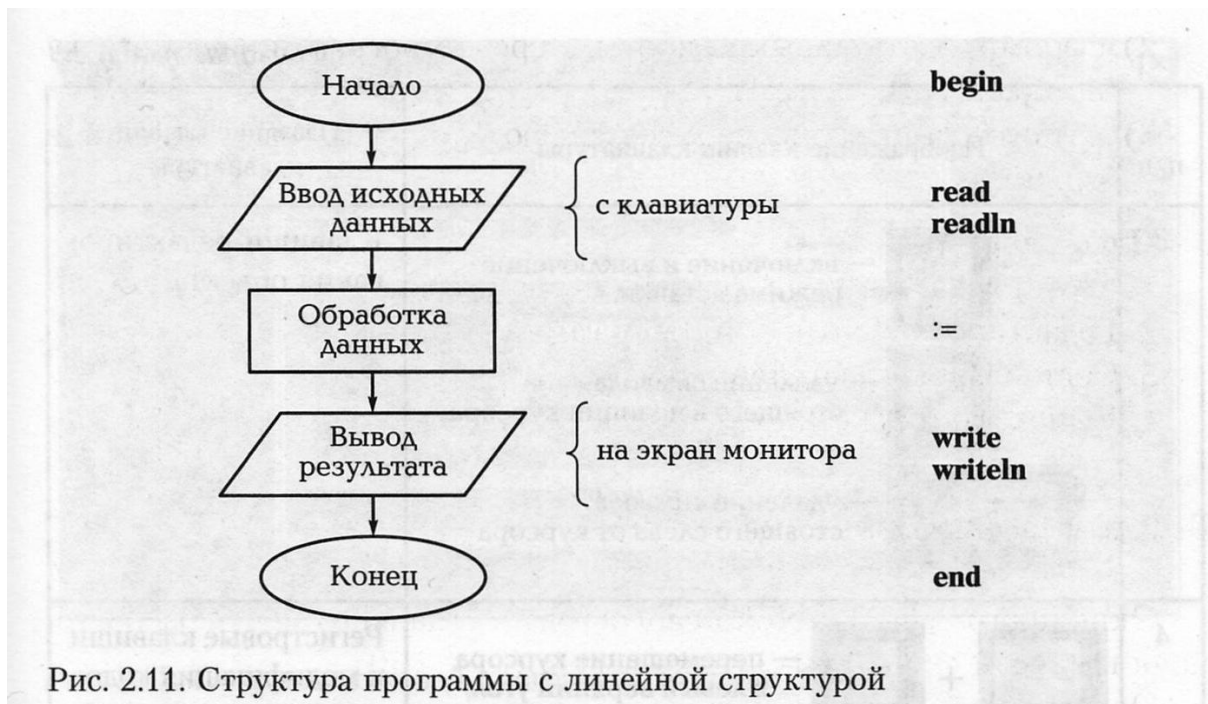 Начало
begin
Ввод исходных
данных
с клавиатуры
read
readln
Обработка
данных
:=
Вывод
результата
на экран монитора
write
writeln
Конец
end
Рис. 2.11. Структура программы с линейной структурой